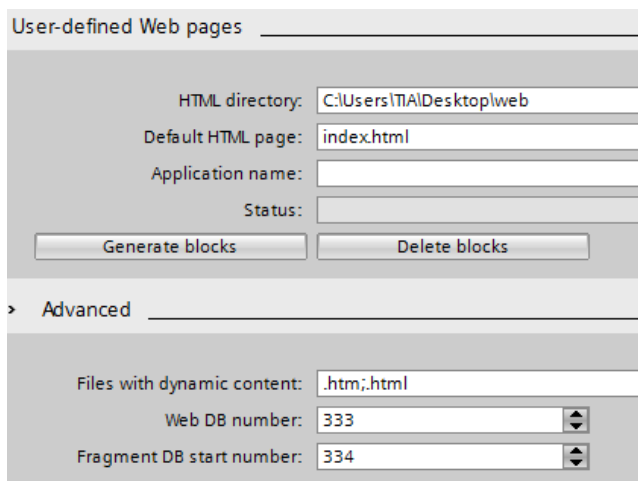 User-defined Web pages
HTML directory: C:\Users\TIA\Desktop\web
Default HTML page: index.html
Application name:
Status:
Generate blocks Delete blocks
> Advanced
Files with dynamic content: .htm;.html
Web DB number: 333
Fragment DB start number: 334